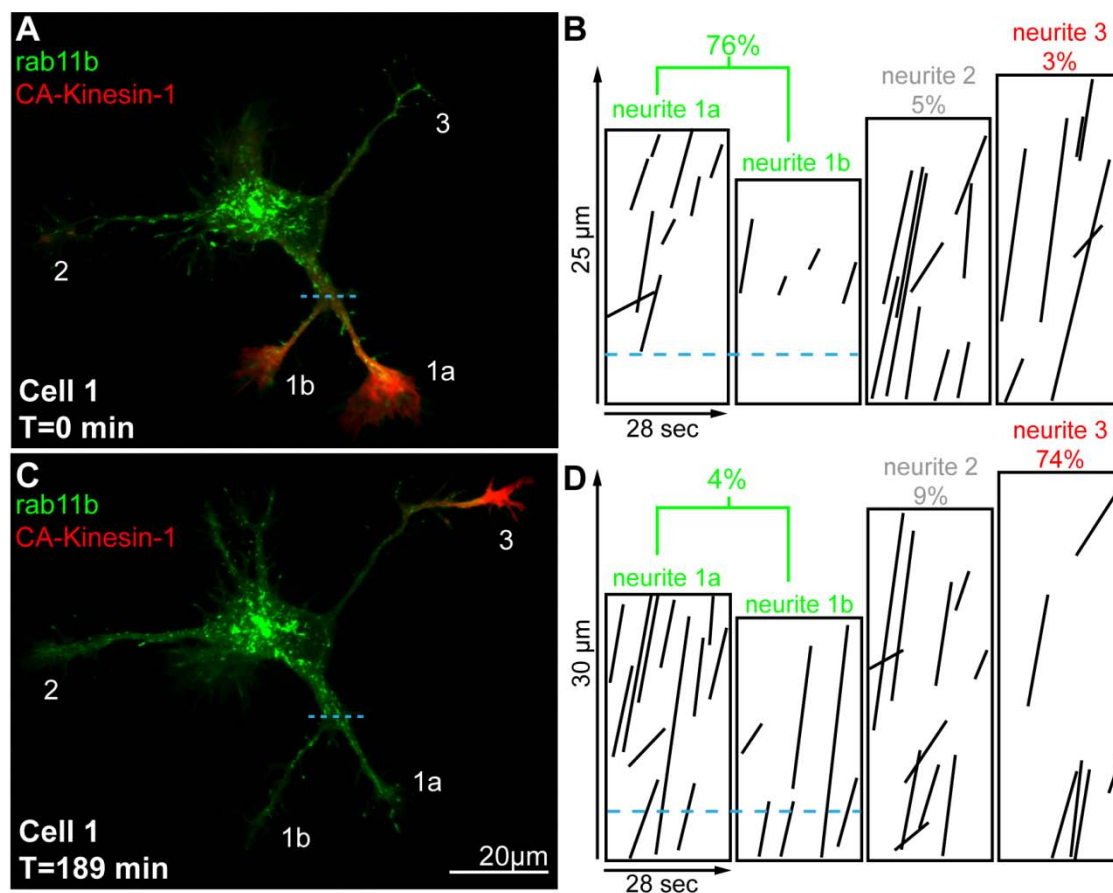 A
rab11b
CA-Kinesin-1
3
2
1b
1a
Cell 1
T=0 min
B
76%
neurite 1a
neurite 1b
neurite 2
5%
neurite 3
3%
25 µm
28 sec
C
rab11b
CA-Kinesin-1
3
2
1a
1b
Cell 1
T=189 min
20µm
D
4%
neurite 1a
neurite 1b
neurite 2
9%
neurite 3
74%
30 µm
28 sec